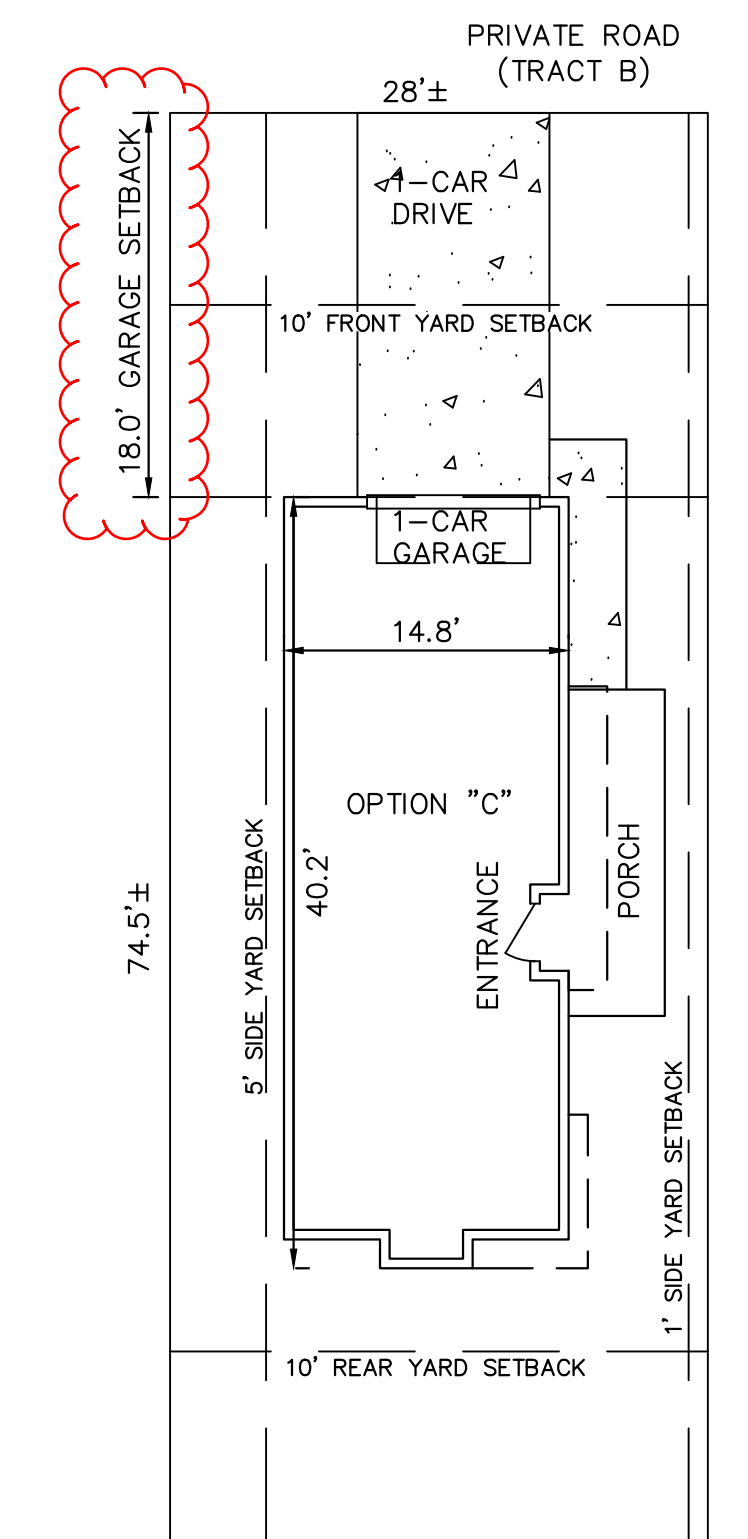 PRIVATE ROAD
(TRACT B)
28'±
18.0' GARAGE SETBACK
1-CAR
DRIVE
10' FRONT YARD SETBACK
1-CAR
GARAGE
14.8'
OPTION "C"
40.2'
ENTRANCE
PORCH
74.5'±
5' SIDE YARD SETBACK
1' SIDE YARD SETBACK
10' REAR YARD SETBACK